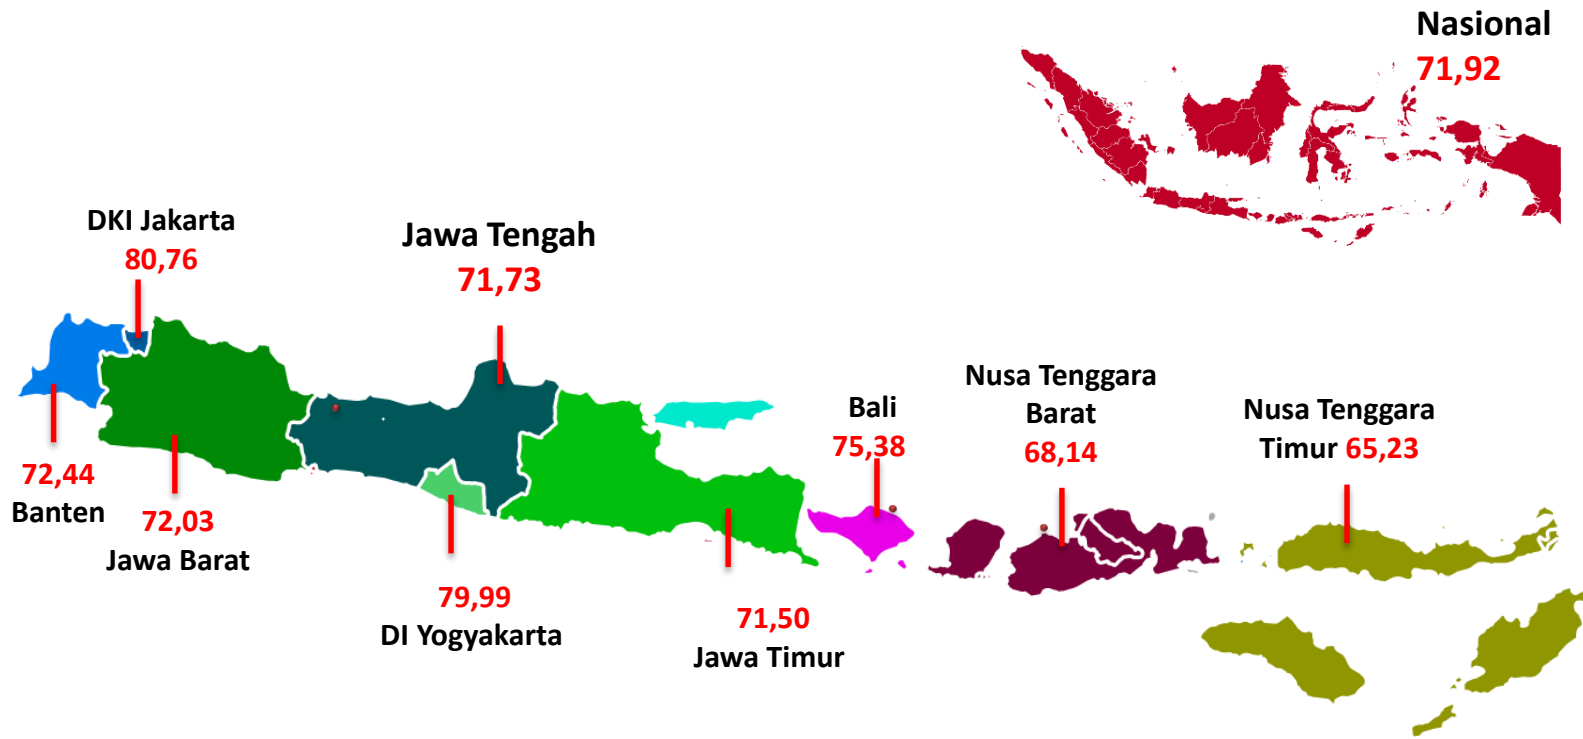 Nasional
71,92
DKI Jakarta
80,76
Jawa Tengah
71,73
Nusa Tenggara
Barat
68,14
Bali
75,38
Nusa Tenggara
Timur 65,23
72,44
Banten
72,03
Jawa Barat
79,99
DI Yogyakarta
71,50
Jawa Timur